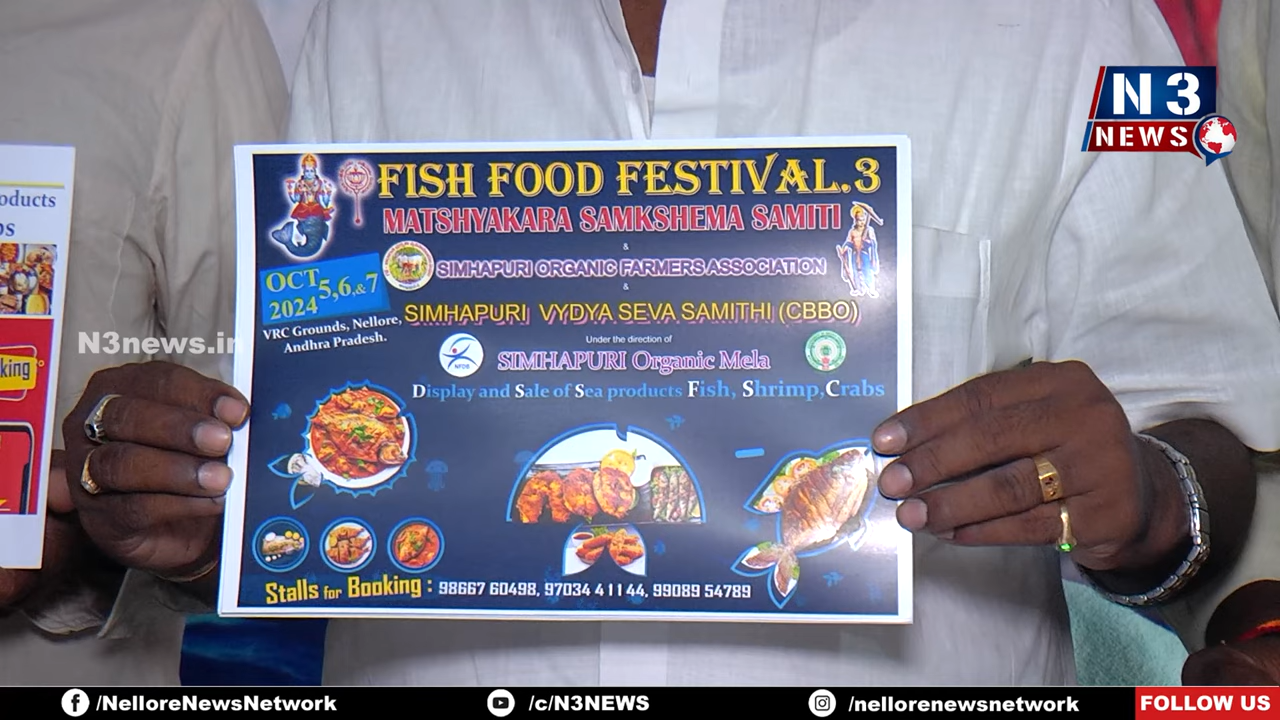 N3
NEWS
oducts
os
king
FISH FOOD FESTIVAL.3
MATSHYAKARA SAMKSHEMA SAMITI
&
SIMHAPURI ORGANIC FARMERS ASSOCIATION
&
SIMHAPURI VYDYA SEVA SAMITHI (CBBO)
OCT 5,6,&7
2024
VRC Grounds, Nellore,
Andhra Pradesh.
Under the direction of
NFDB
SIMHAPURI Organic Mela
Display and Sale of Sea products Fish, Shrimp,Crabs
Stalls for Booking : 98667 60498, 97034 41144, 99089 54789
N3news.in
/NelloreNewsNetwork
/c/N3NEWS
/nellorenewsnetwork
FOLLOW US